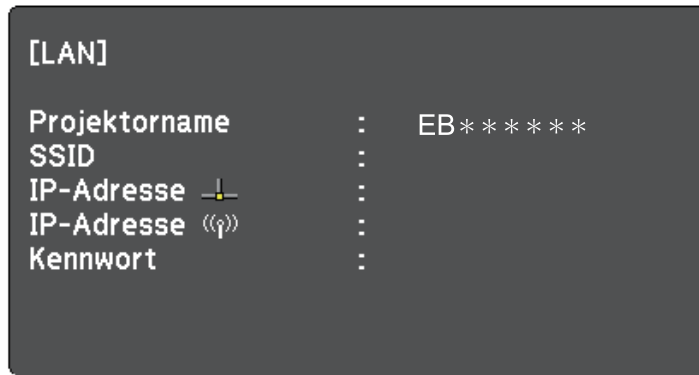 [LAN]
Projektorname : EB******
SSID :
IP-Adresse :
IP-Adresse :
Kennwort :